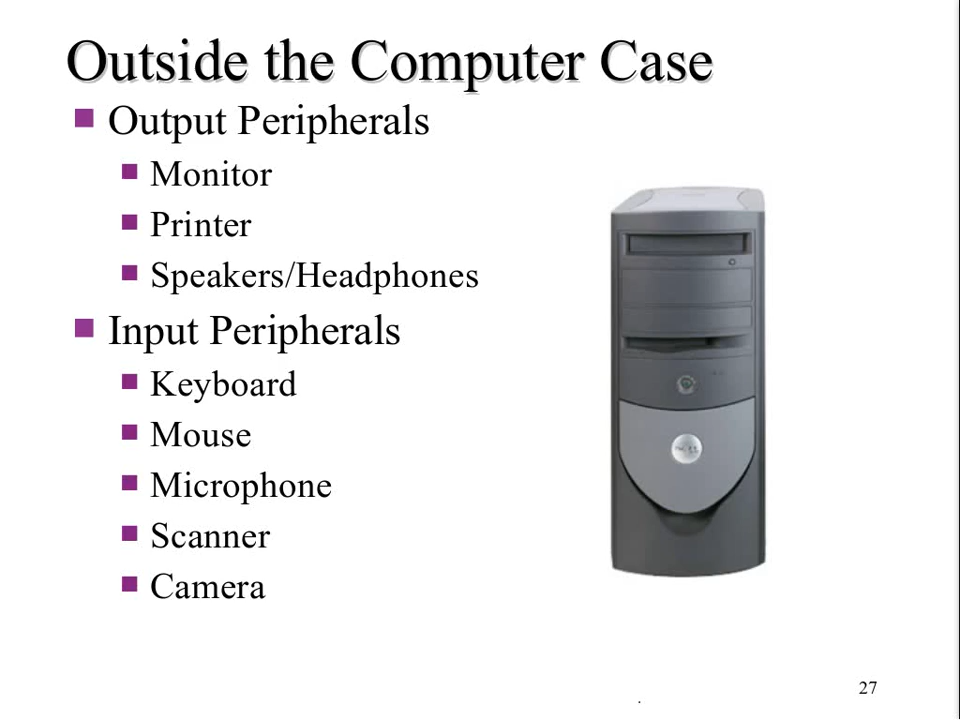 Outside the Computer Case
Output Peripherals
Monitor
Printer
Speakers/Headphones
Input Peripherals
Keyboard
Mouse
Microphone
Scanner
Camera
.
27